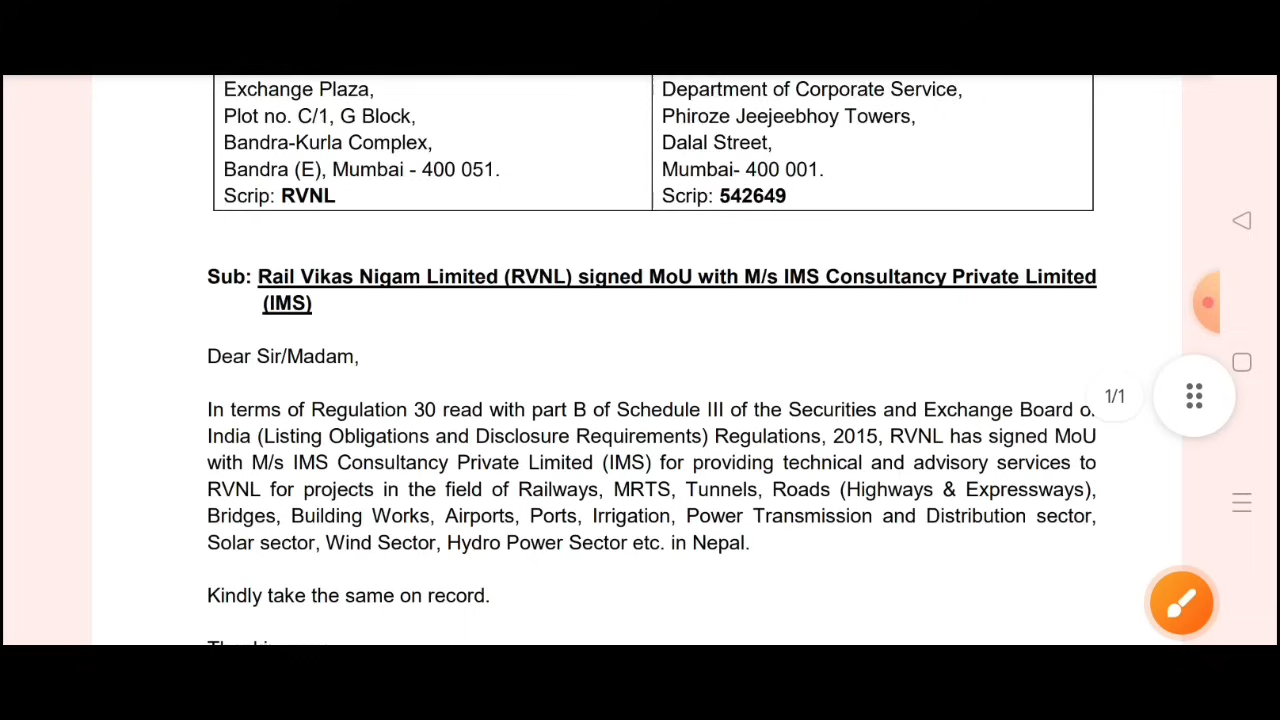 Exchange Plaza,
Plot no. C/1, G Block,
Bandra-Kurla Complex,
Bandra (E), Mumbai - 400 051.
Scrip: RVNL
Department of Corporate Service,
Phiroze Jeejeebhoy Towers,
Dalal Street,
Mumbai- 400 001.
Scrip: 542649
Sub: Rail Vikas Nigam Limited (RVNL) signed MoU with M/s IMS Consultancy Private Limited
(IMS)
Dear Sir/Madam,
In terms of Regulation 30 read with part B of Schedule III of the Securities and Exchange Board of
India (Listing Obligations and Disclosure Requirements) Regulations, 2015, RVNL has signed MoU
with M/s IMS Consultancy Private Limited (IMS) for providing technical and advisory services to
RVNL for projects in the field of Railways, MRTS, Tunnels, Roads (Highways & Expressways),
Bridges, Building Works, Airports, Ports, Irrigation, Power Transmission and Distribution sector,
Solar sector, Wind Sector, Hydro Power Sector etc. in Nepal.
Kindly take the same on record.
1/1